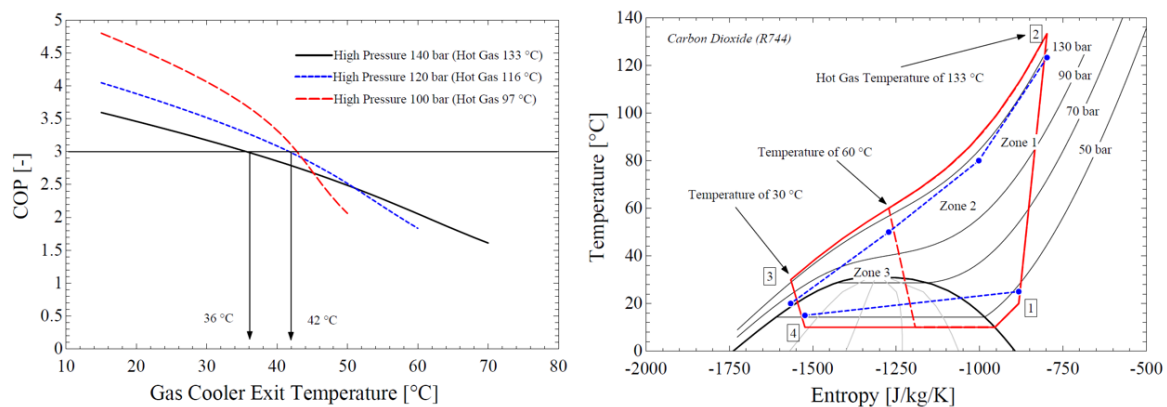 5
4.5
4
3.5
3
2.5
2
1.5
1
0.5
0
COP [-]
High Pressure 140 bar (Hot Gas 133 °C)
High Pressure 120 bar (Hot Gas 116 °C)
High Pressure 100 bar (Hot Gas 97 °C)
36 °C
42 °C
10 20 30 40 50 60 70 80
Gas Cooler Exit Temperature [°C]
140
120
100
80
60
40
20
0
Temperature [°C]
Carbon Dioxide (R744)
2
130 bar
Hot Gas Temperature of 133 °C
90 bar
70 bar
50 bar
Zone 1
Temperature of 60 °C
Temperature of 30 °C
Zone 2
3
Zone 3
1
4
-2000 -1750 -1500 -1250 -1000 -750 -500
Entropy [J/kg/K]